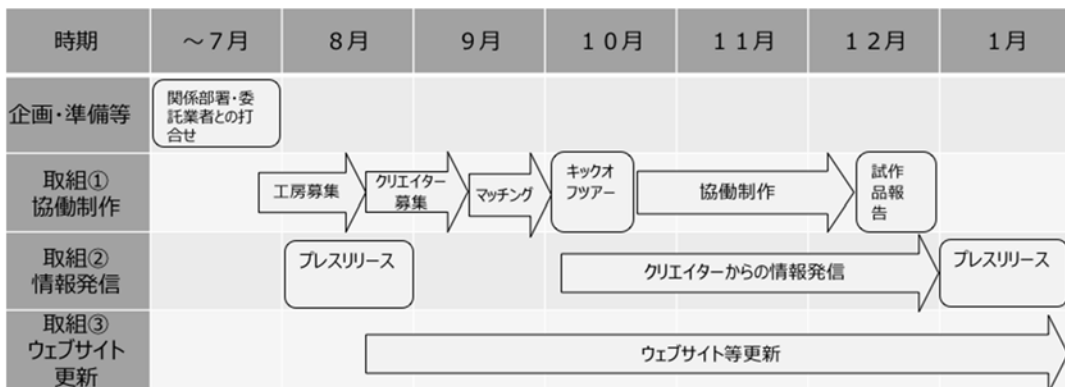 時期
～７月
８月
９月
１０月
１１月
１２月
１月
企画・準備等
関係部署・委
託業者との打
合せ
取組①
協働制作
工房募集
クリエイター
募集
マッチング
キックオ
フツアー
協働制作
試作
品報
告
取組②
情報発信
プレスリリース
クリエイターからの情報発信
プレスリリース
取組③
ウェブサイト
更新
ウェブサイト等更新